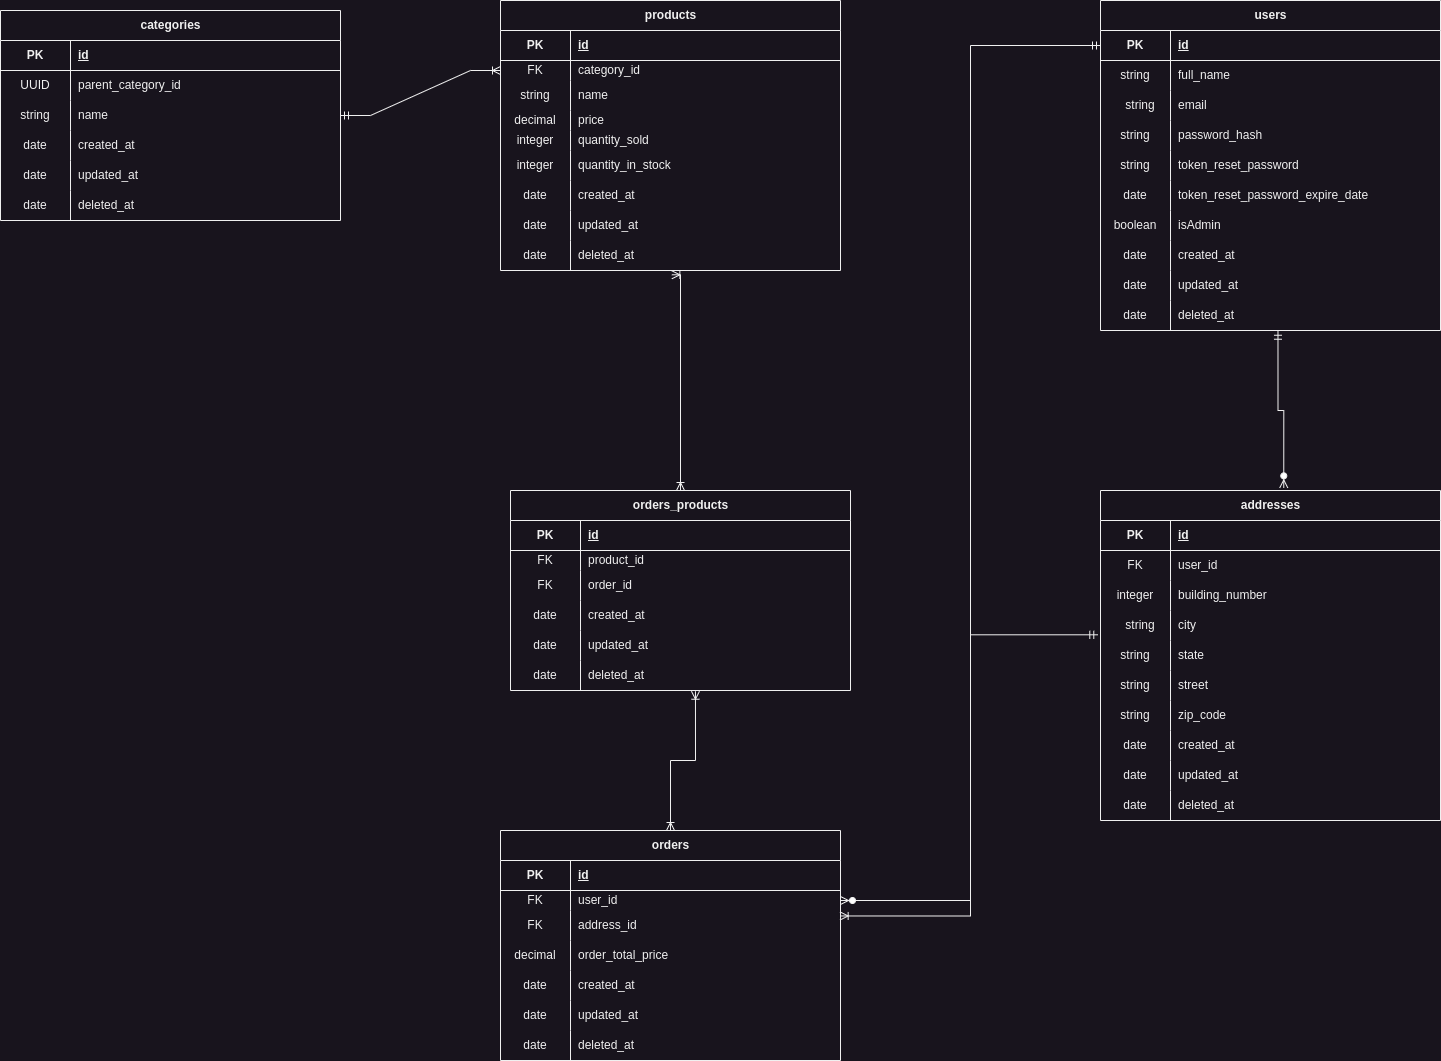 categories
PK id
UUID parent_category_id
string name
date created_at
date updated_at
date deleted_at
products
PK id
FK category_id
string name
decimal price
integer quantity_sold
integer quantity_in_stock
date created_at
date updated_at
date deleted_at
users
PK id
string full_name
string email
string password_hash
string token_reset_password
date token_reset_password_expire_date
boolean isAdmin
date created_at
date updated_at
date deleted_at
orders_products
PK id
FK product_id
FK order_id
date created_at
date updated_at
date deleted_at
addresses
PK id
FK user_id
integer building_number
string city
string state
string street
string zip_code
date created_at
date updated_at
date deleted_at
orders
PK id
FK user_id
FK address_id
decimal order_total_price
date created_at
date updated_at
date deleted_at